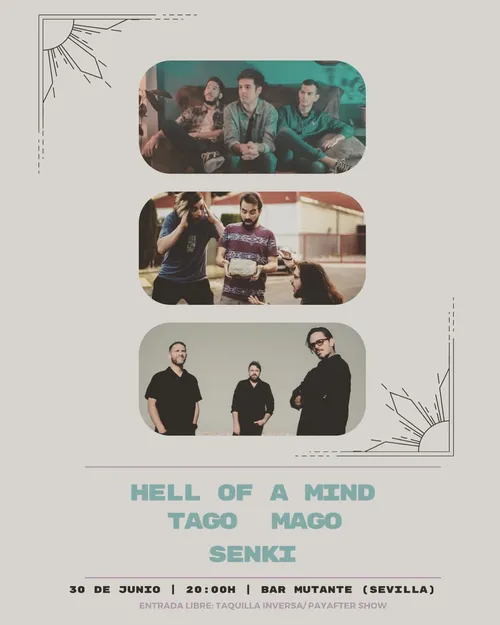 HELL OF A MIND
TAGO MAGO
SENKI
30 DE JUNIO | 20:00H | BAR MUTANTE (SEVILLA)
ENTRADA LIBRE: TAQUILLA INVERSA/ PAYAFTER SHOW